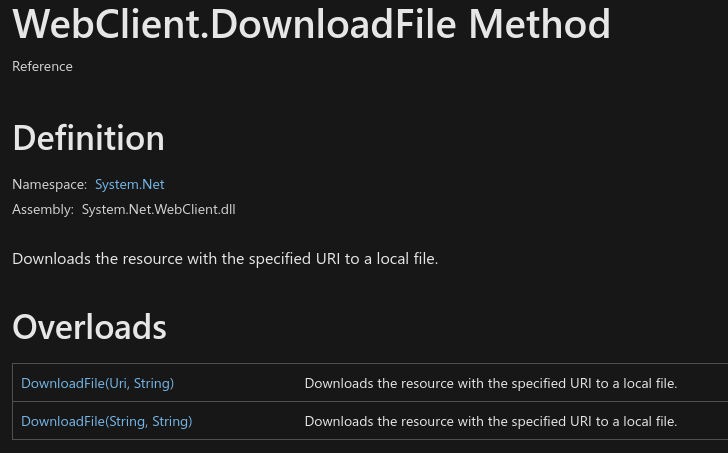 WebClient.DownloadFile Method
Reference
Definition
Namespace: System.Net
Assembly: System.Net.WebClient.dll
Downloads the resource with the specified URI to a local file.
Overloads
DownloadFile(Uri, String) Downloads the resource with the specified URI to a local file.
DownloadFile(String, String) Downloads the resource with the specified URI to a local file.